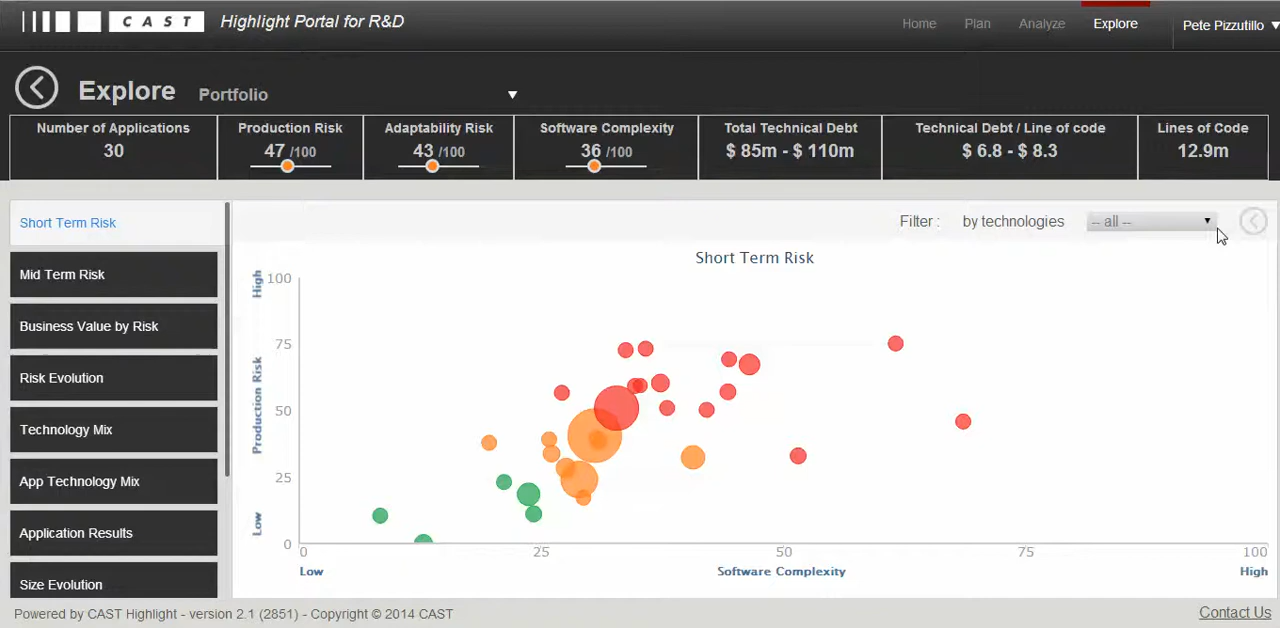 CAST Highlight Portal for R&D
Home Plan Analyze Explore Pete Pizzutillo
Explore Portfolio
Number of Applications
30
Production Risk
47 /100
Adaptability Risk
43 /100
Software Complexity
36 /100
Total Technical Debt
$ 85m - $ 110m
Technical Debt / Line of code
$ 6.8 - $ 8.3
Lines of Code
12.9m
Short Term Risk
Mid Term Risk
Business Value by Risk
Risk Evolution
Technology Mix
App Technology Mix
Application Results
Size Evolution
Filter : by technologies -- all --
Short Term Risk
High
Production Risk
Low
100
75
50
25
0
0 25 50 75 100
Low Software Complexity High
Powered by CAST Highlight - version 2.1 (2851) - Copyright © 2014 CAST
Contact Us